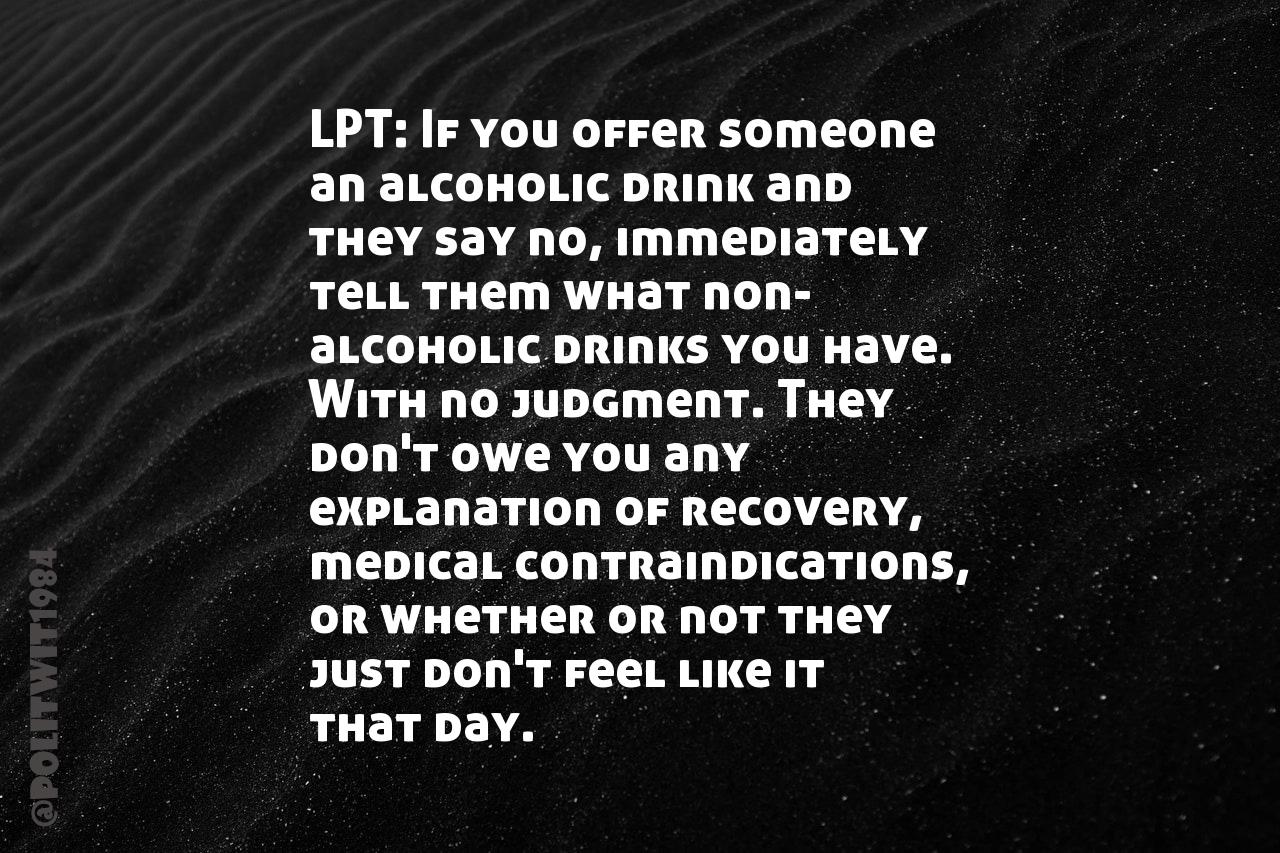 LPT: If you offer someone
an alcoholic drink and
they say no, immediately
tell them what non-
alcoholic drinks you have.
With no judgment. They
don't owe you any
explanation of recovery,
medical contraindications,
or whether or not they
just don't feel like it
that day.
@POLITWIT1984